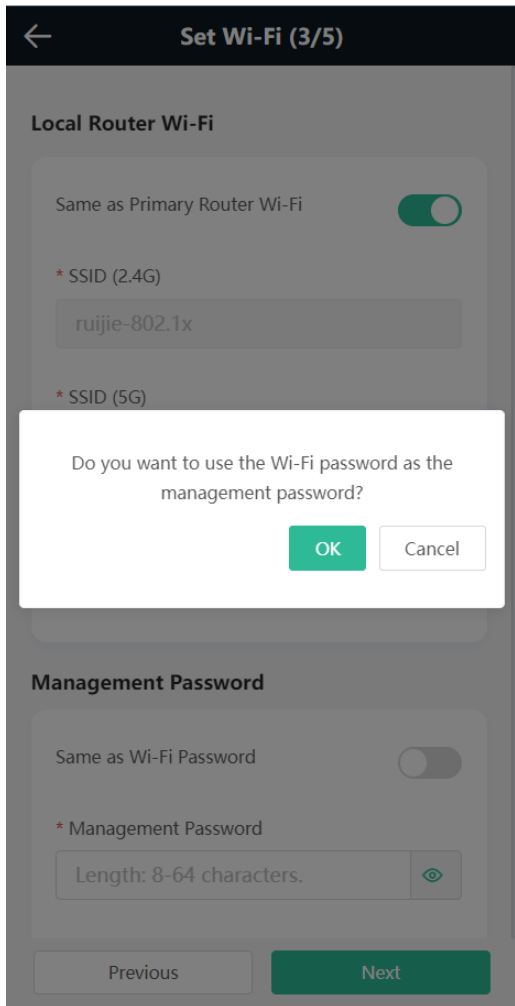 Set Wi-Fi (3/5)
Local Router Wi-Fi
Same as Primary Router Wi-Fi
* SSID (2.4G)
ruijie-802.1x
* SSID (5G)
Do you want to use the Wi-Fi password as the
management password?
OK
Cancel
Management Password
Same as Wi-Fi Password
* Management Password
Length: 8-64 characters.
Previous
Next